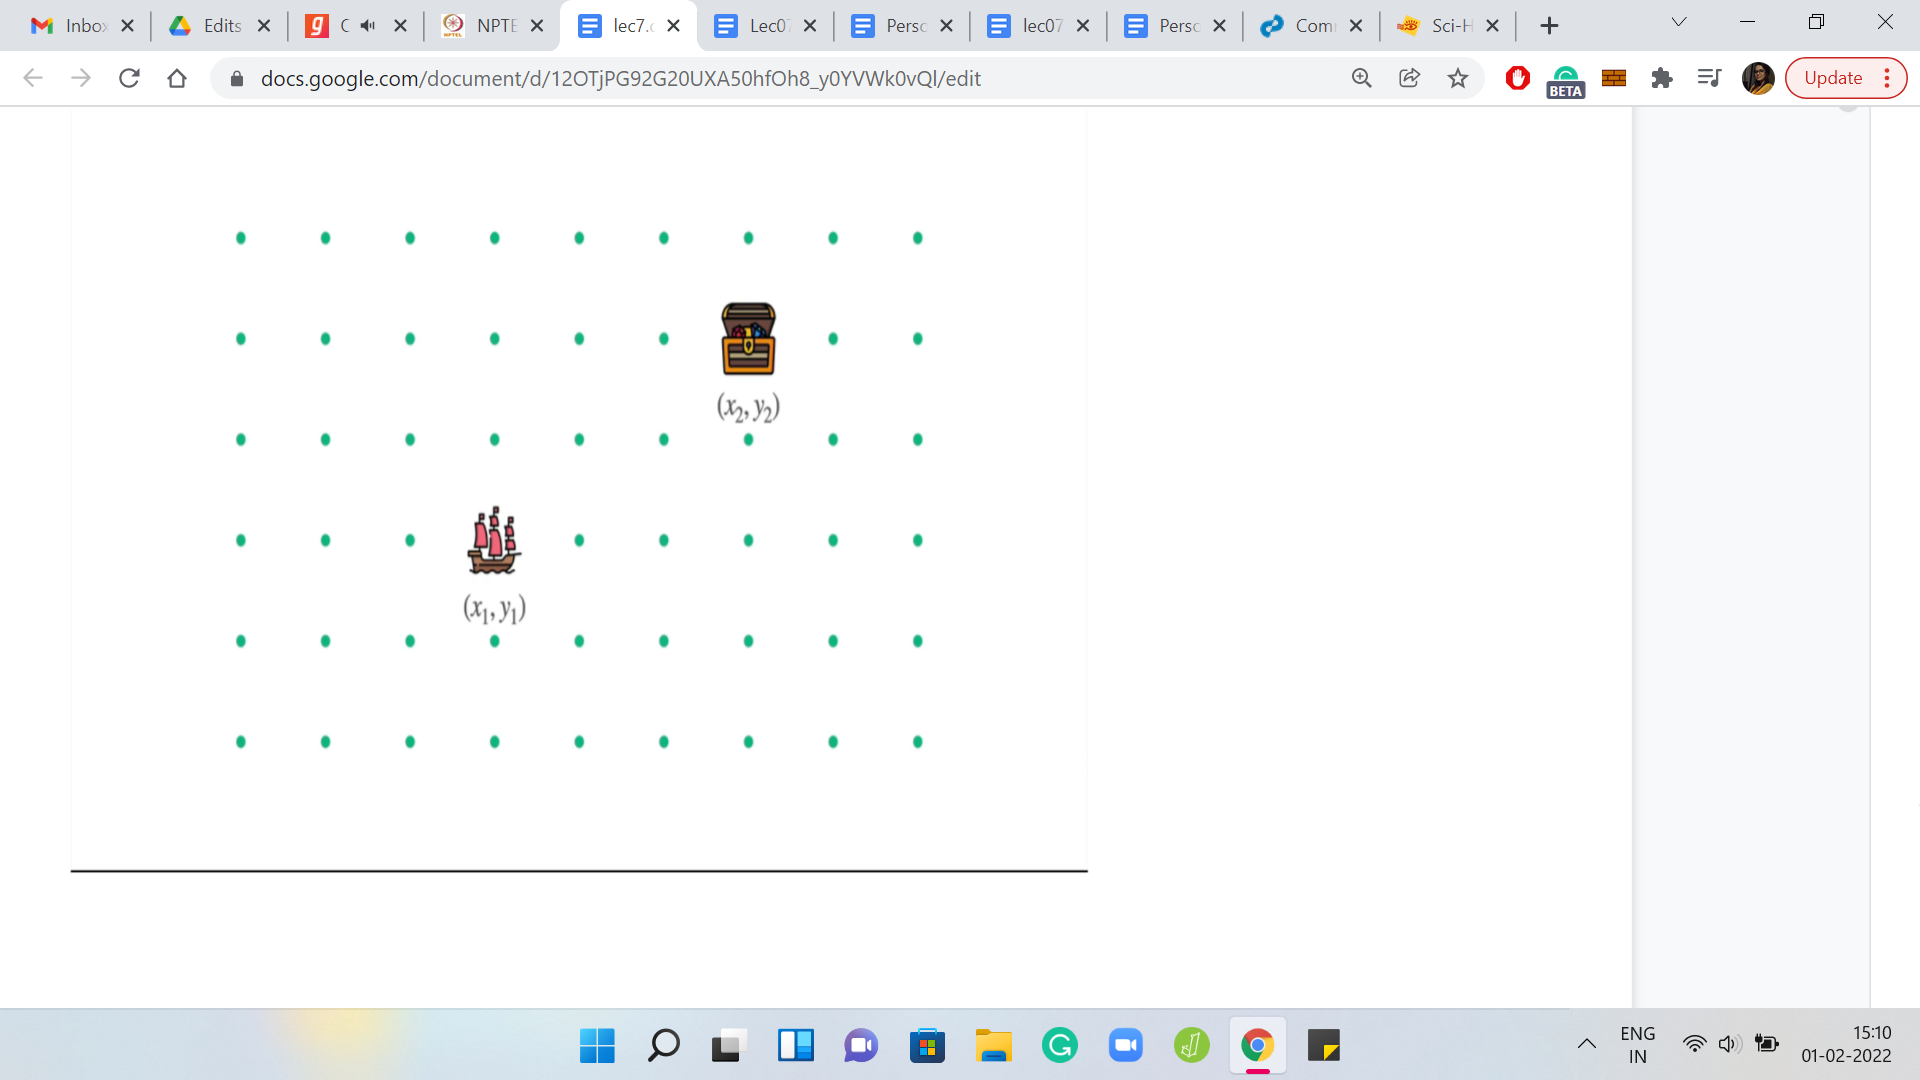 Inbox Edits C NPTE lec7.c Lec07 Perso lec07 Perso Com Sci-H
docs.google.com/document/d/12OTjPG92G20UXA50hfOh8_y0YVWk0vQl/edit
BETA
Update
(x₂, y₂)
(x₁, y₁)
ENG
IN
15:10
01-02-2022